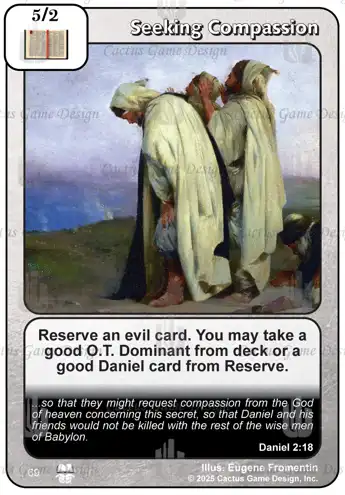 5/2
Seeking Compassion
Cactus Game Design
Reserve an evil card. You may take a
good O.T. Dominant from deck or a
good Daniel card from Reserve.
...so that they might request compassion from the God
of heaven concerning this secret, so that Daniel and his
friends would not be killed with the rest of the wise men
of Babylon.
Daniel 2:18
Illus. Eugene Fromentin
© 2025 Cactus Game Design, Inc.